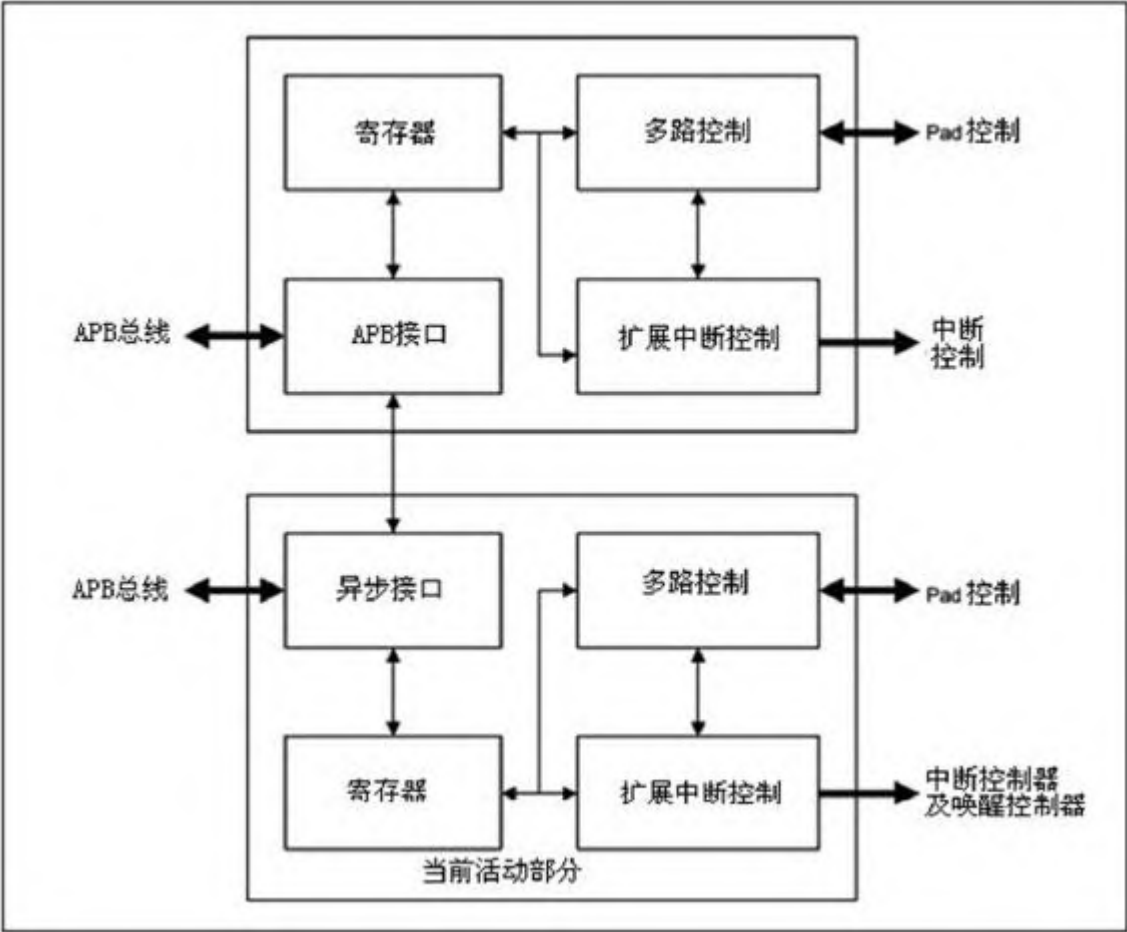 寄存器
多路控制
Pad 控制
APB总线
APB接口
扩展中断控制
中断
控制
APB总线
异步接口
多路控制
Pad 控制
寄存器
扩展中断控制
中断控制器
及唤醒控制器
当前活动部分